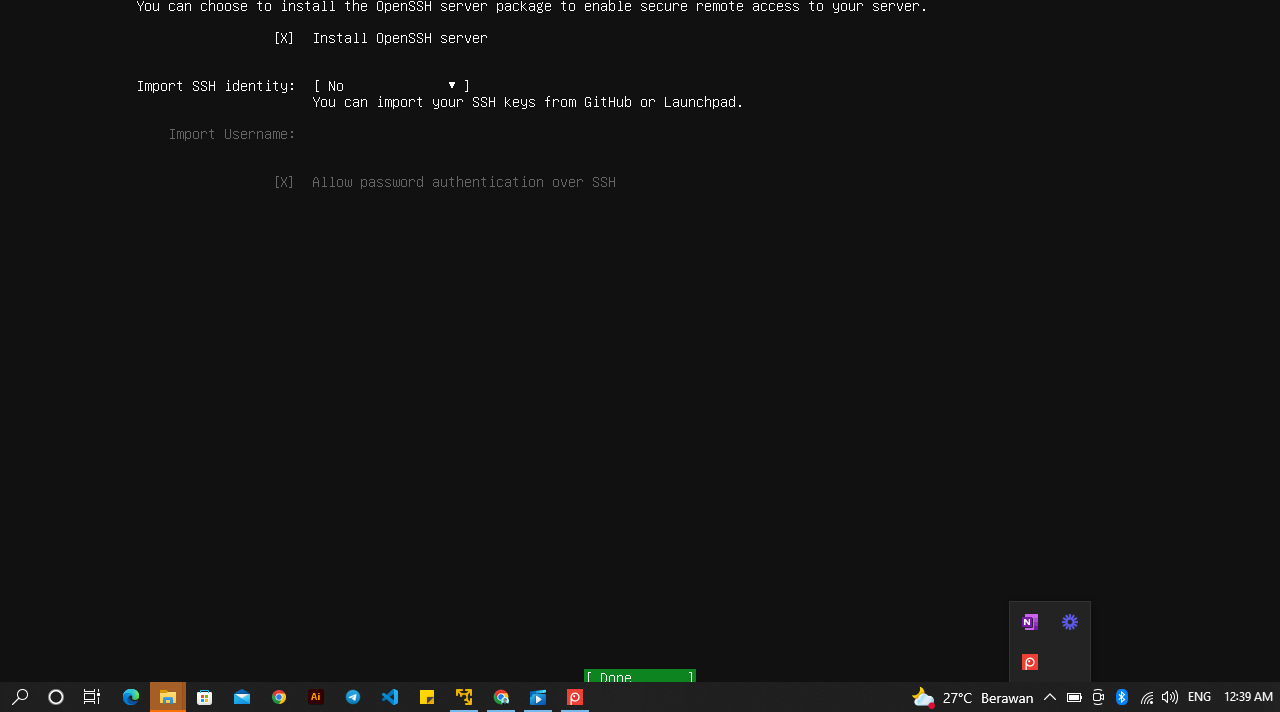 You can choose to install the OpenSSH server package to enable secure remote access to your server.
[X] Install OpenSSH server
Import SSH identity: [ No ▼ ]
You can import your SSH keys from GitHub or Launchpad.
Import Username:
[X] Allow password authentication over SSH
[ Done ]
27°C Berawan ENG 12:39 AM